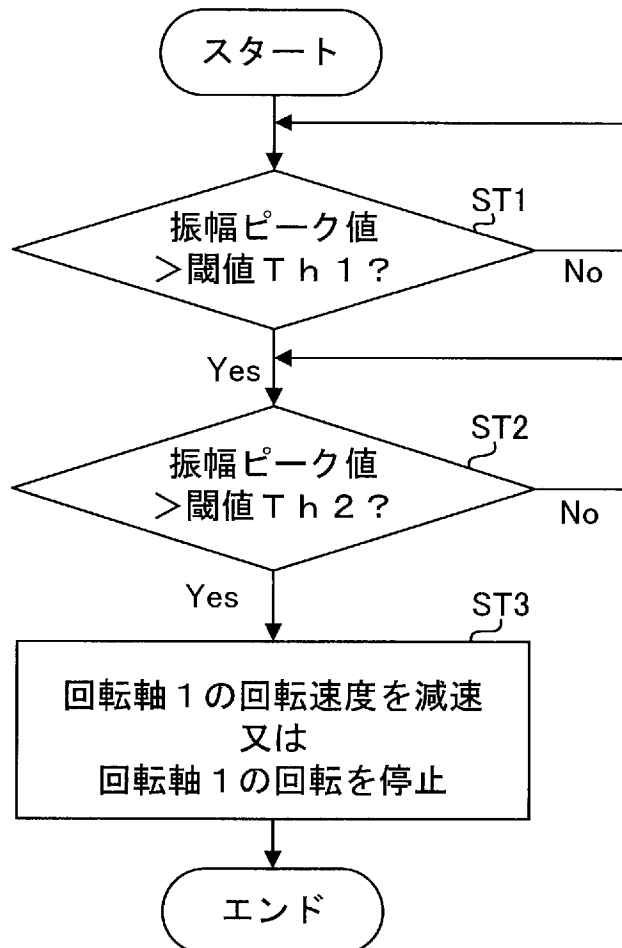 スタート
ST1
振幅ピーク値
＞閾値Ｔｈ１？
No
Yes
ST2
振幅ピーク値
＞閾値Ｔｈ２？
No
Yes
ST3
回転軸１の回転速度を減速
又は
回転軸１の回転を停止
エンド